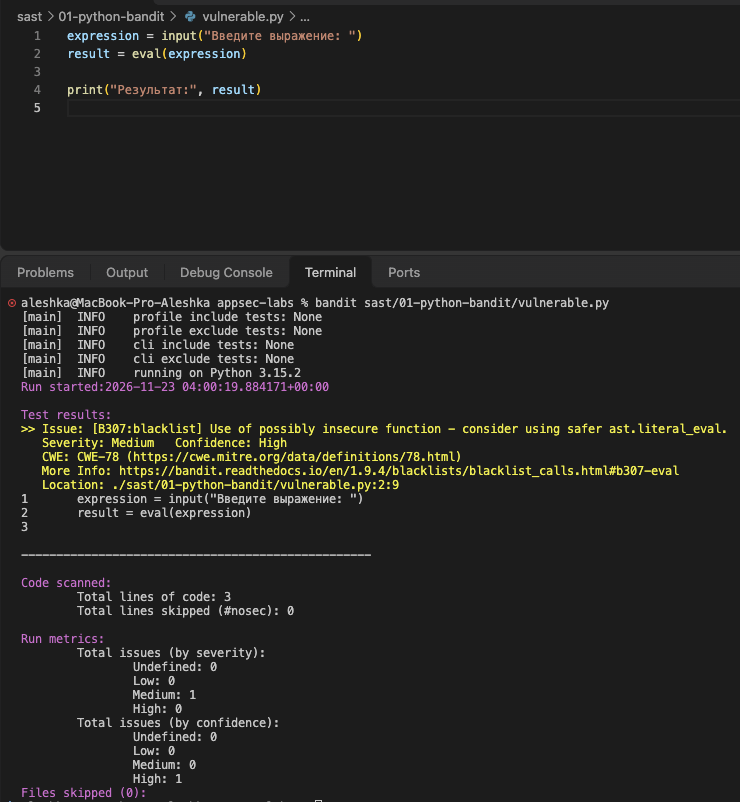 sast > 01-python-bandit > vulnerable.py > ...
1 expression = input("Введите выражение: ")
2 result = eval(expression)
3
4 print("Результат:", result)
5
Problems Output Debug Console Terminal Ports
aleshka@MacBook-Pro-Aleshka appsec-labs % bandit sast/01-python-bandit/vulnerable.py
[main] INFO profile include tests: None
[main] INFO profile exclude tests: None
[main] INFO cli include tests: None
[main] INFO cli exclude tests: None
[main] INFO running on Python 3.15.2
Run started:2026-11-23 04:00:19.884171+00:00
Test results:
>> Issue: [B307:blacklist] Use of possibly insecure function - consider using safer ast.literal_eval.
Severity: Medium Confidence: High
CWE: CWE-78 (https://cwe.mitre.org/data/definitions/78.html)
More Info: https://bandit.readthedocs.io/en/1.9.4/blacklists/blacklist_calls.html#b307-eval
Location: ./sast/01-python-bandit/vulnerable.py:2:9
1 expression = input("Введите выражение: ")
2 result = eval(expression)
3
--------------------------------------------------
Code scanned:
Total lines of code: 3
Total lines skipped (#nosec): 0
Run metrics:
Total issues (by severity):
Undefined: 0
Low: 0
Medium: 1
High: 0
Total issues (by confidence):
Undefined: 0
Low: 0
Medium: 0
High: 1
Files skipped (0):